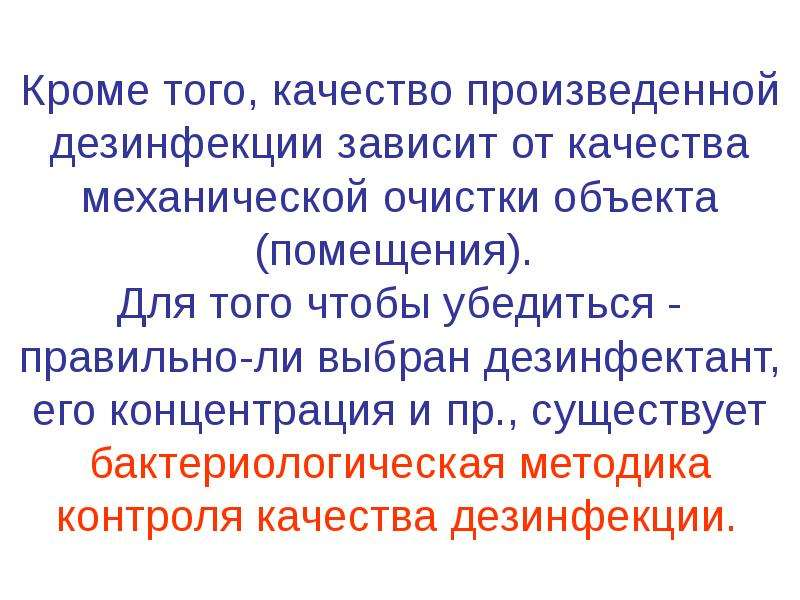 Кроме того, качество произведенной
дезинфекции зависит от качества
механической очистки объекта
(помещения).
Для того чтобы убедиться -
правильно-ли выбран дезинфектант,
его концентрация и пр., существует
бактериологическая методика
контроля качества дезинфекции.